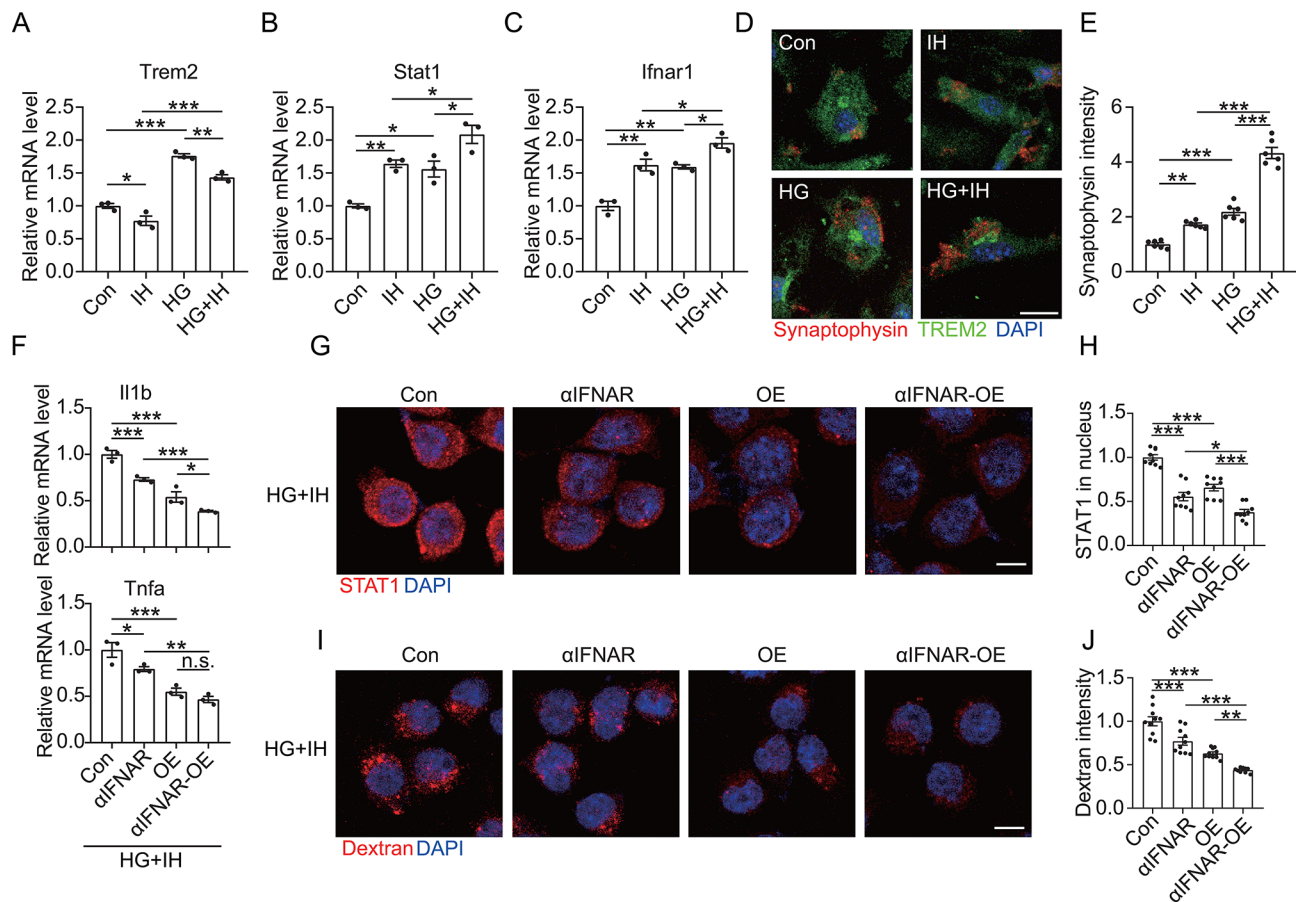 A
Trem2
Relative mRNA level
2.5
2.0
1.5
1.0
0.5
0.0
***
***
**
*
Con
IH
HG
HG+IH
B
Stat1
Relative mRNA level
2.5
2.0
1.5
1.0
0.5
0.0
*
*
*
**
Con
IH
HG
HG+IH
C
Ifnar1
Relative mRNA level
2.5
2.0
1.5
1.0
0.5
0.0
*
*
**
**
Con
IH
HG
HG+IH
D
Con
IH
HG
HG+IH
Synaptophysin TREM2 DAPI
E
Synaptophysin intensity
6
4
2
0
***
***
***
**
Con
IH
HG
HG+IH
F
Il1b
Relative mRNA level
1.5
1.0
0.5
0.0
***
***
***
*
Tnfa
Relative mRNA level
1.5
1.0
0.5
0.0
***
*
**
n.s.
Con
αIFNAR
OE
αIFNAR-OE
HG+IH
G
Con
αIFNAR
OE
αIFNAR-OE
HG+IH
STAT1 DAPI
H
STAT1 in nucleus
1.5
1.0
0.5
0.0
***
***
*
***
Con
αIFNAR
OE
αIFNAR-OE
I
Con
αIFNAR
OE
αIFNAR-OE
HG+IH
Dextran DAPI
J
Dextran intensity
1.5
1.0
0.5
0.0
***
***
***
**
Con
αIFNAR
OE
αIFNAR-OE